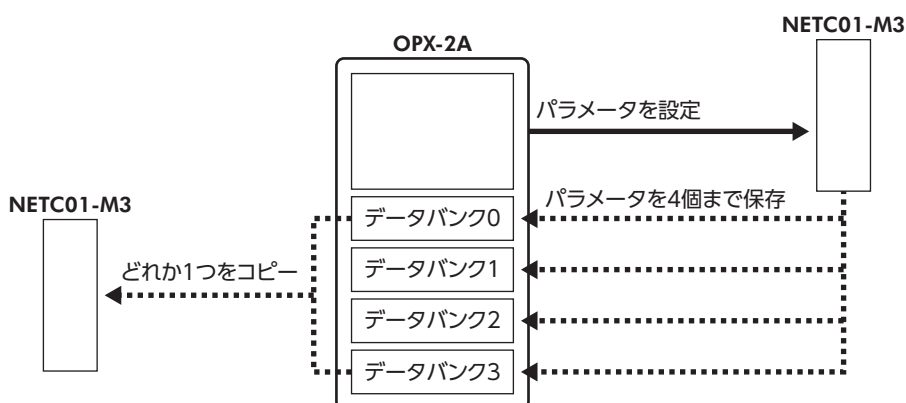 NETC01-M3
OPX-2A
パラメータを設定
パラメータを4個まで保存
NETC01-M3
データバンク0
どれか1つをコピー
データバンク1
データバンク2
データバンク3